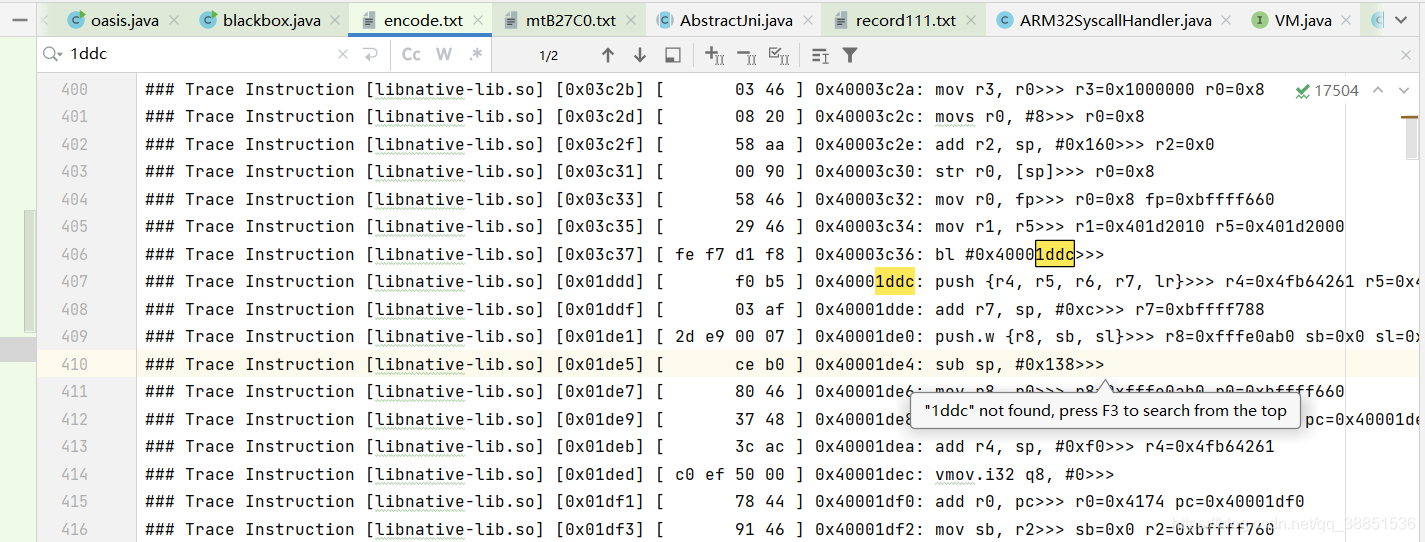 oasis.java
blackbox.java
encode.txt
mtB27C0.txt
AbstractJni.java
record111.txt
ARM32SyscallHandler.java
VM.java
1ddc
Cc W .* 1/2
17504
400 ### Trace Instruction [libnative-lib.so] [0x03c2b] [ 03 46 ] 0x40003c2a: mov r3, r0>>> r3=0x1000000 r0=0x8
401 ### Trace Instruction [libnative-lib.so] [0x03c2d] [ 08 20 ] 0x40003c2c: movs r0, #8>>> r0=0x8
402 ### Trace Instruction [libnative-lib.so] [0x03c2f] [ 58 aa ] 0x40003c2e: add r2, sp, #0x160>>> r2=0x0
403 ### Trace Instruction [libnative-lib.so] [0x03c31] [ 00 90 ] 0x40003c30: str r0, [sp]>>> r0=0x8
404 ### Trace Instruction [libnative-lib.so] [0x03c33] [ 58 46 ] 0x40003c32: mov r0, fp>>> r0=0x8 fp=0xbffff660
405 ### Trace Instruction [libnative-lib.so] [0x03c35] [ 29 46 ] 0x40003c34: mov r1, r5>>> r1=0x401d2010 r5=0x401d2000
406 ### Trace Instruction [libnative-lib.so] [0x03c37] [ fe f7 d1 f8 ] 0x40003c36: bl #0x40001ddc>>>
407 ### Trace Instruction [libnative-lib.so] [0x01ddd] [ f0 b5 ] 0x40001ddc: push {r4, r5, r6, r7, lr}>>> r4=0x4fb64261 r5=0x4
408 ### Trace Instruction [libnative-lib.so] [0x01ddf] [ 03 af ] 0x40001dde: add r7, sp, #0xc>>> r7=0xbffff788
409 ### Trace Instruction [libnative-lib.so] [0x01de1] [ 2d e9 00 07 ] 0x40001de0: push.w {r8, sb, sl}>>> r8=0xfffe0ab0 sb=0x0 sl=
410 ### Trace Instruction [libnative-lib.so] [0x01de5] [ ce b0 ] 0x40001de4: sub sp, #0x138>>>
411 ### Trace Instruction [libnative-lib.so] [0x01de7] [ 80 46 ] 0x40001de6: mov r8, r0>>> r8=0xfffe0ab0 r0=0xbffff660
"1ddc" not found, press F3 to search from the top
412 ### Trace Instruction [libnative-lib.so] [0x01de9] [ 37 48 ] 0x40001de8 pc=0x40001de
413 ### Trace Instruction [libnative-lib.so] [0x01deb] [ 3c ac ] 0x40001dea: add r4, sp, #0xf0>>> r4=0x4fb64261
414 ### Trace Instruction [libnative-lib.so] [0x01ded] [ c0 ef 50 00 ] 0x40001dec: vmov.i32 q8, #0>>>
415 ### Trace Instruction [libnative-lib.so] [0x01df1] [ 78 44 ] 0x40001df0: add r0, pc>>> r0=0x4174 pc=0x40001df0
416 ### Trace Instruction [libnative-lib.so] [0x01df3] [ 91 46 ] 0x40001df2: mov sb, r2>>> sb=0x0 r2=0xbffff760